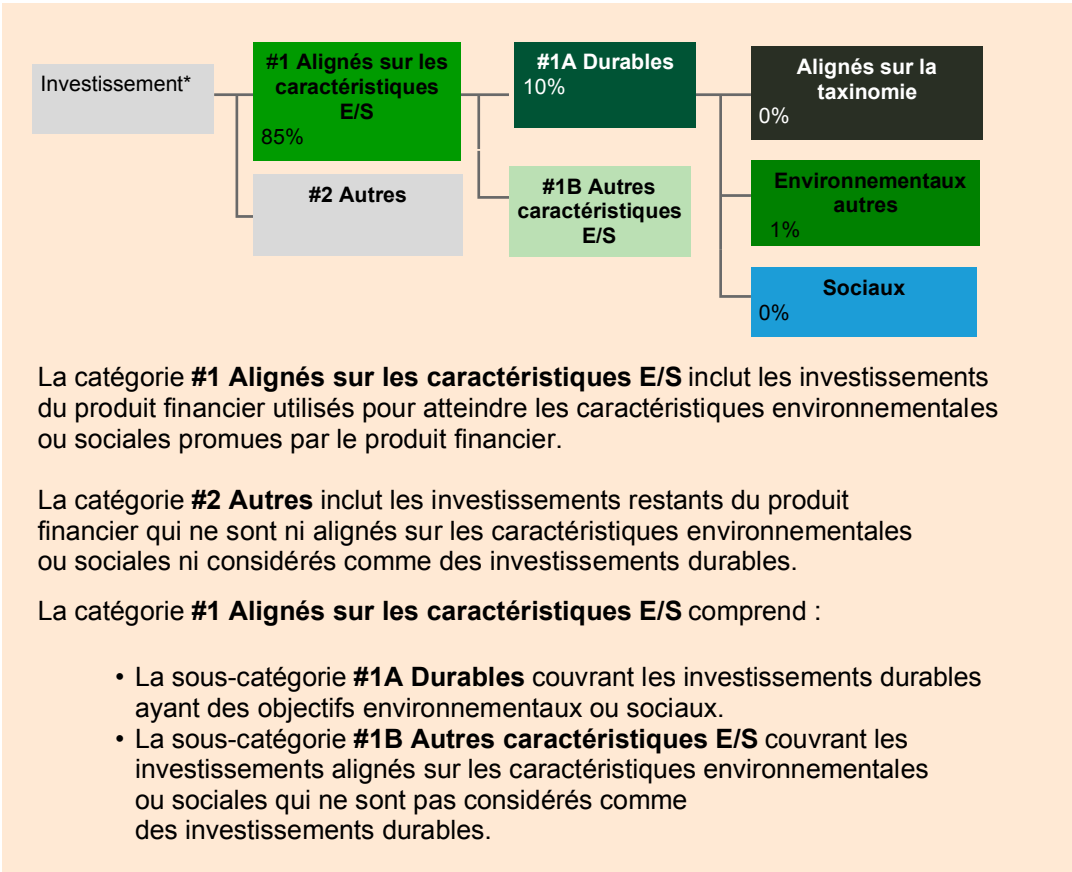 Investissement*
#1 Alignés sur les
caractéristiques
E/S
85%
#2 Autres
#1A Durables
10%
#1B Autres
caractéristiques
E/S
Alignés sur la
taxinomie
0%
Environnementaux
autres
1%
Sociaux
0%
La catégorie #1 Alignés sur les caractéristiques E/S inclut les investissements
du produit financier utilisés pour atteindre les caractéristiques environnementales
ou sociales promues par le produit financier.
La catégorie #2 Autres inclut les investissements restants du produit
financier qui ne sont ni alignés sur les caractéristiques environnementales
ou sociales ni considérés comme des investissements durables.
La catégorie #1 Alignés sur les caractéristiques E/S comprend :
• La sous-catégorie #1A Durables couvrant les investissements durables
ayant des objectifs environnementaux ou sociaux.
• La sous-catégorie #1B Autres caractéristiques E/S couvrant les
investissements alignés sur les caractéristiques environnementales
ou sociales qui ne sont pas considérés comme
des investissements durables.